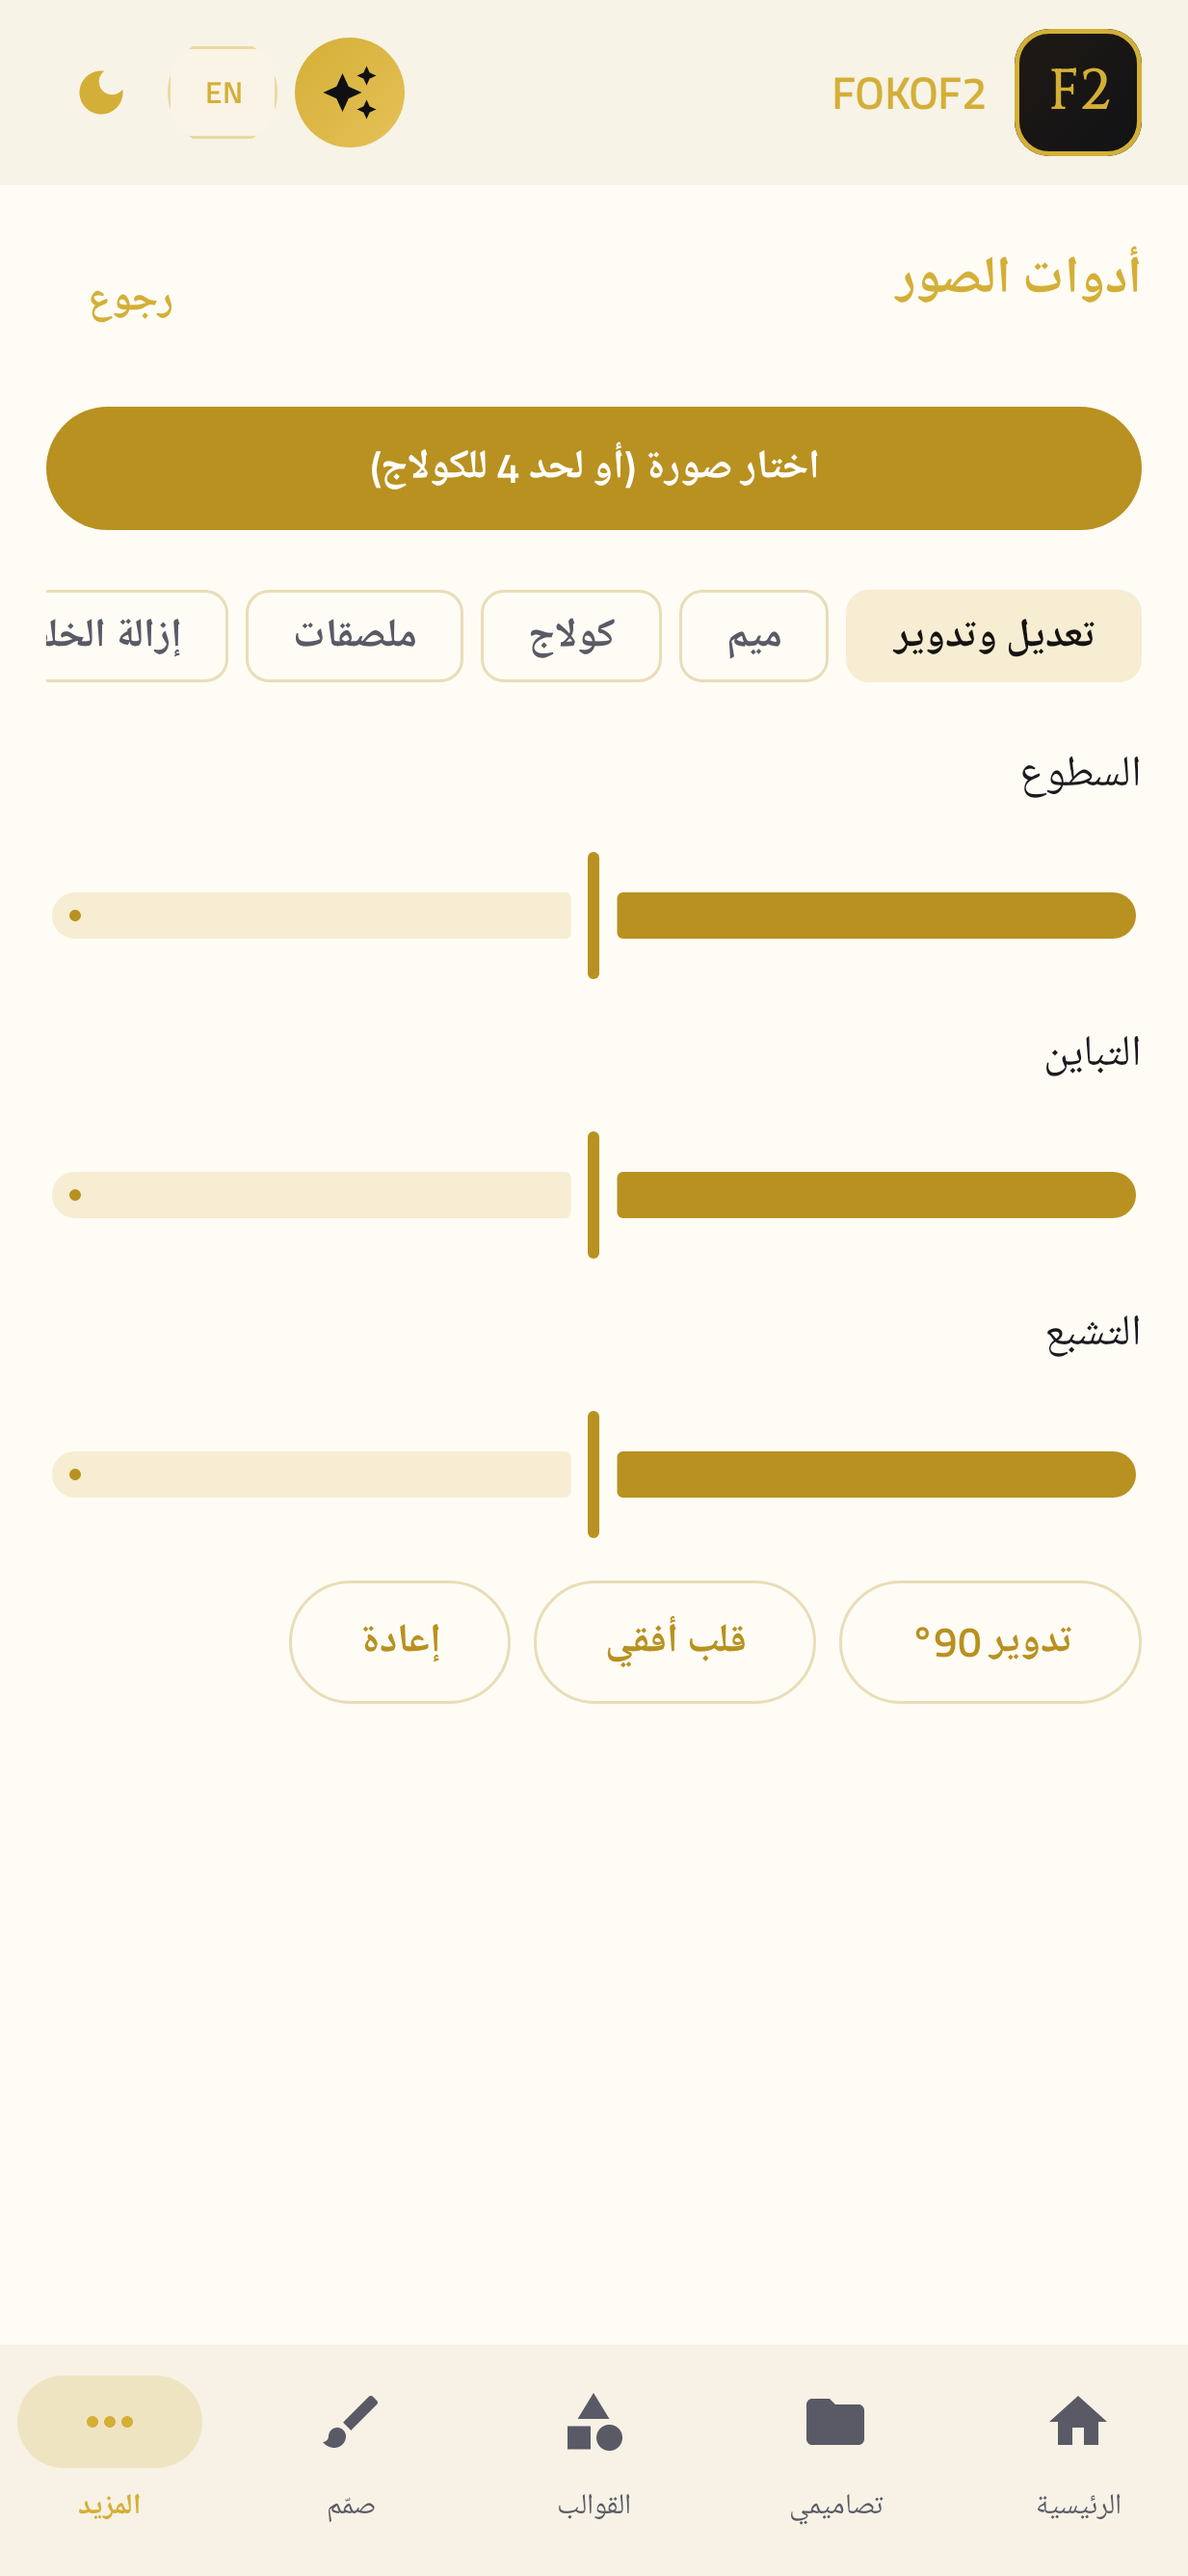 F2 FOKOF2 EN
أدوات الصور
رجوع
اختار صورة (أو لحد 4 للكولاج)
تعديل وتدوير ميم كولاج ملصقات إزالة
السطوع
التباين
التشبع
تدوير 90° قلب أفقي إعادة
الرئيسية تصاميمي القوالب صمّم المزيد